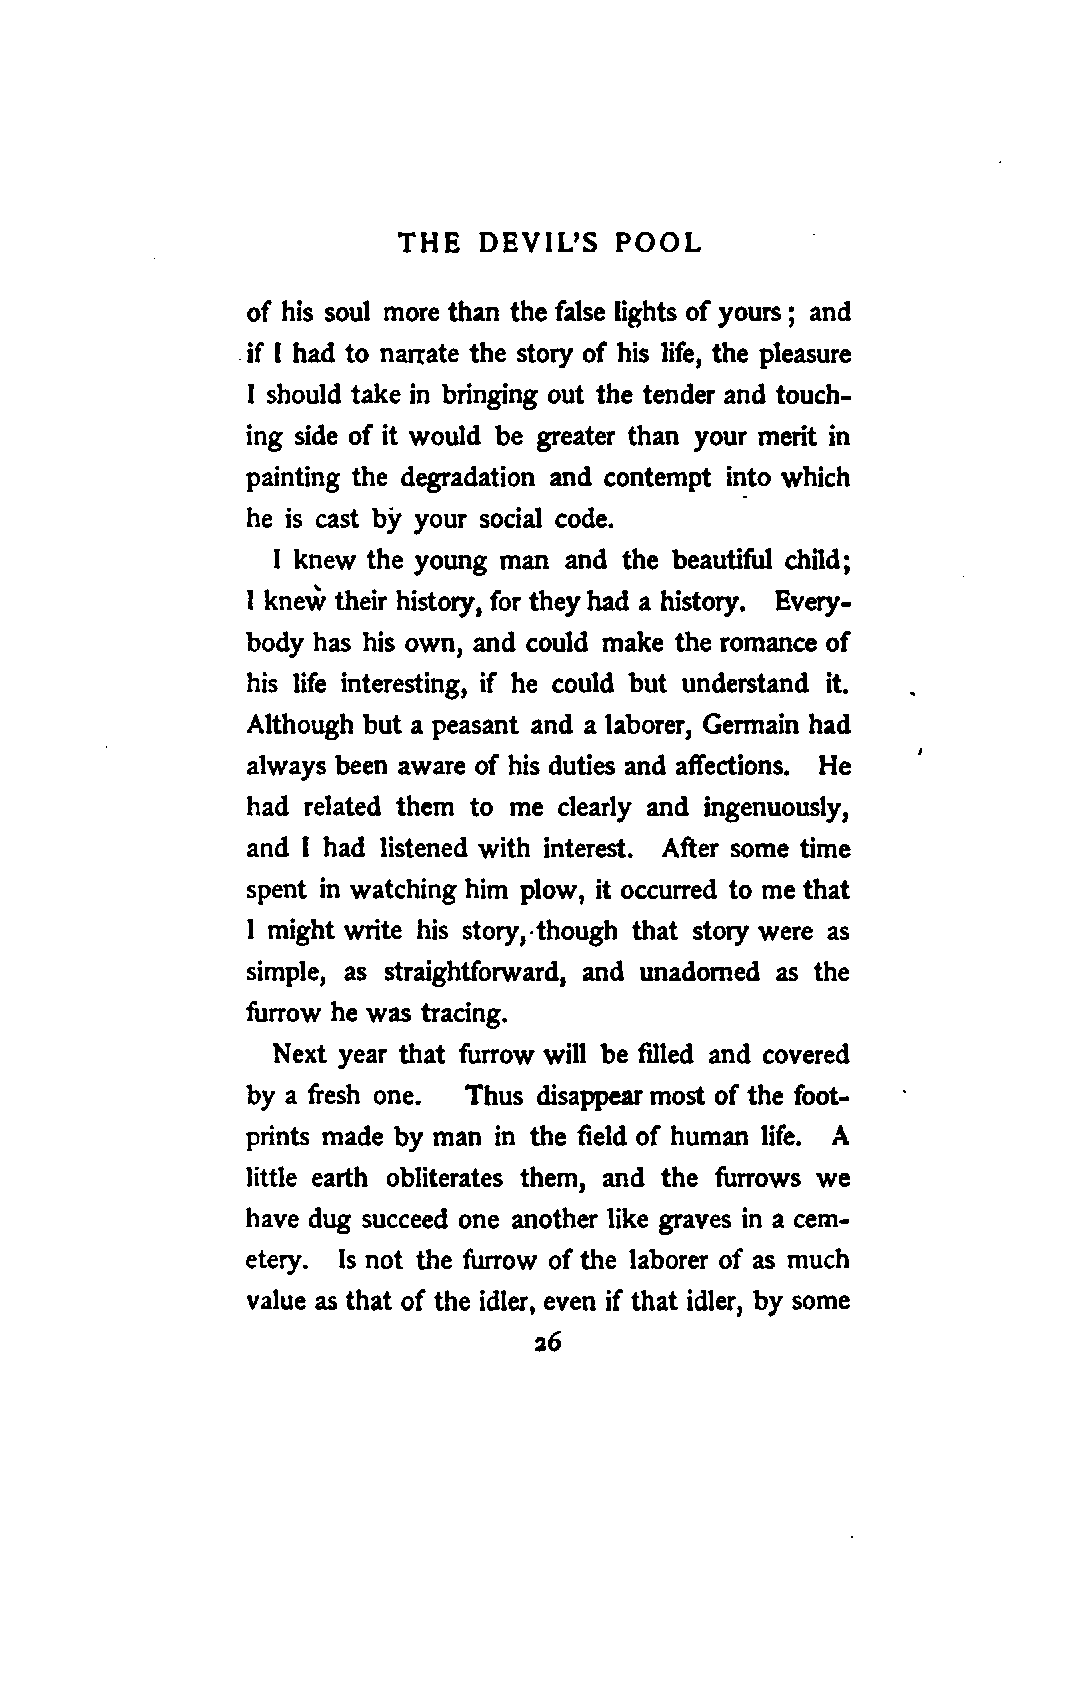 THE DEVIL'S POOL
of his soul more than the false lights of yours; and
if I had to narrate the story of his life, the pleasure
I should take in bringing out the tender and touch-
ing side of it would be greater than your merit in
painting the degradation and contempt into which
he is cast by your social code.
I knew the young man and the beautiful child;
I knew their history, for they had a history. Every-
body has his own, and could make the romance of
his life interesting, if he could but understand it.
Although but a peasant and a laborer, Germain had
always been aware of his duties and affections. He
had related them to me clearly and ingenuously,
and I had listened with interest. After some time
spent in watching him plow, it occurred to me that
I might write his story, though that story were as
simple, as straightforward, and unadorned as the
furrow he was tracing.
Next year that furrow will be filled and covered
by a fresh one. Thus disappear most of the foot-
prints made by man in the field of human life. A
little earth obliterates them, and the furrows we
have dug succeed one another like graves in a cem-
etery. Is not the furrow of the laborer of as much
value as that of the idler, even if that idler, by some
26